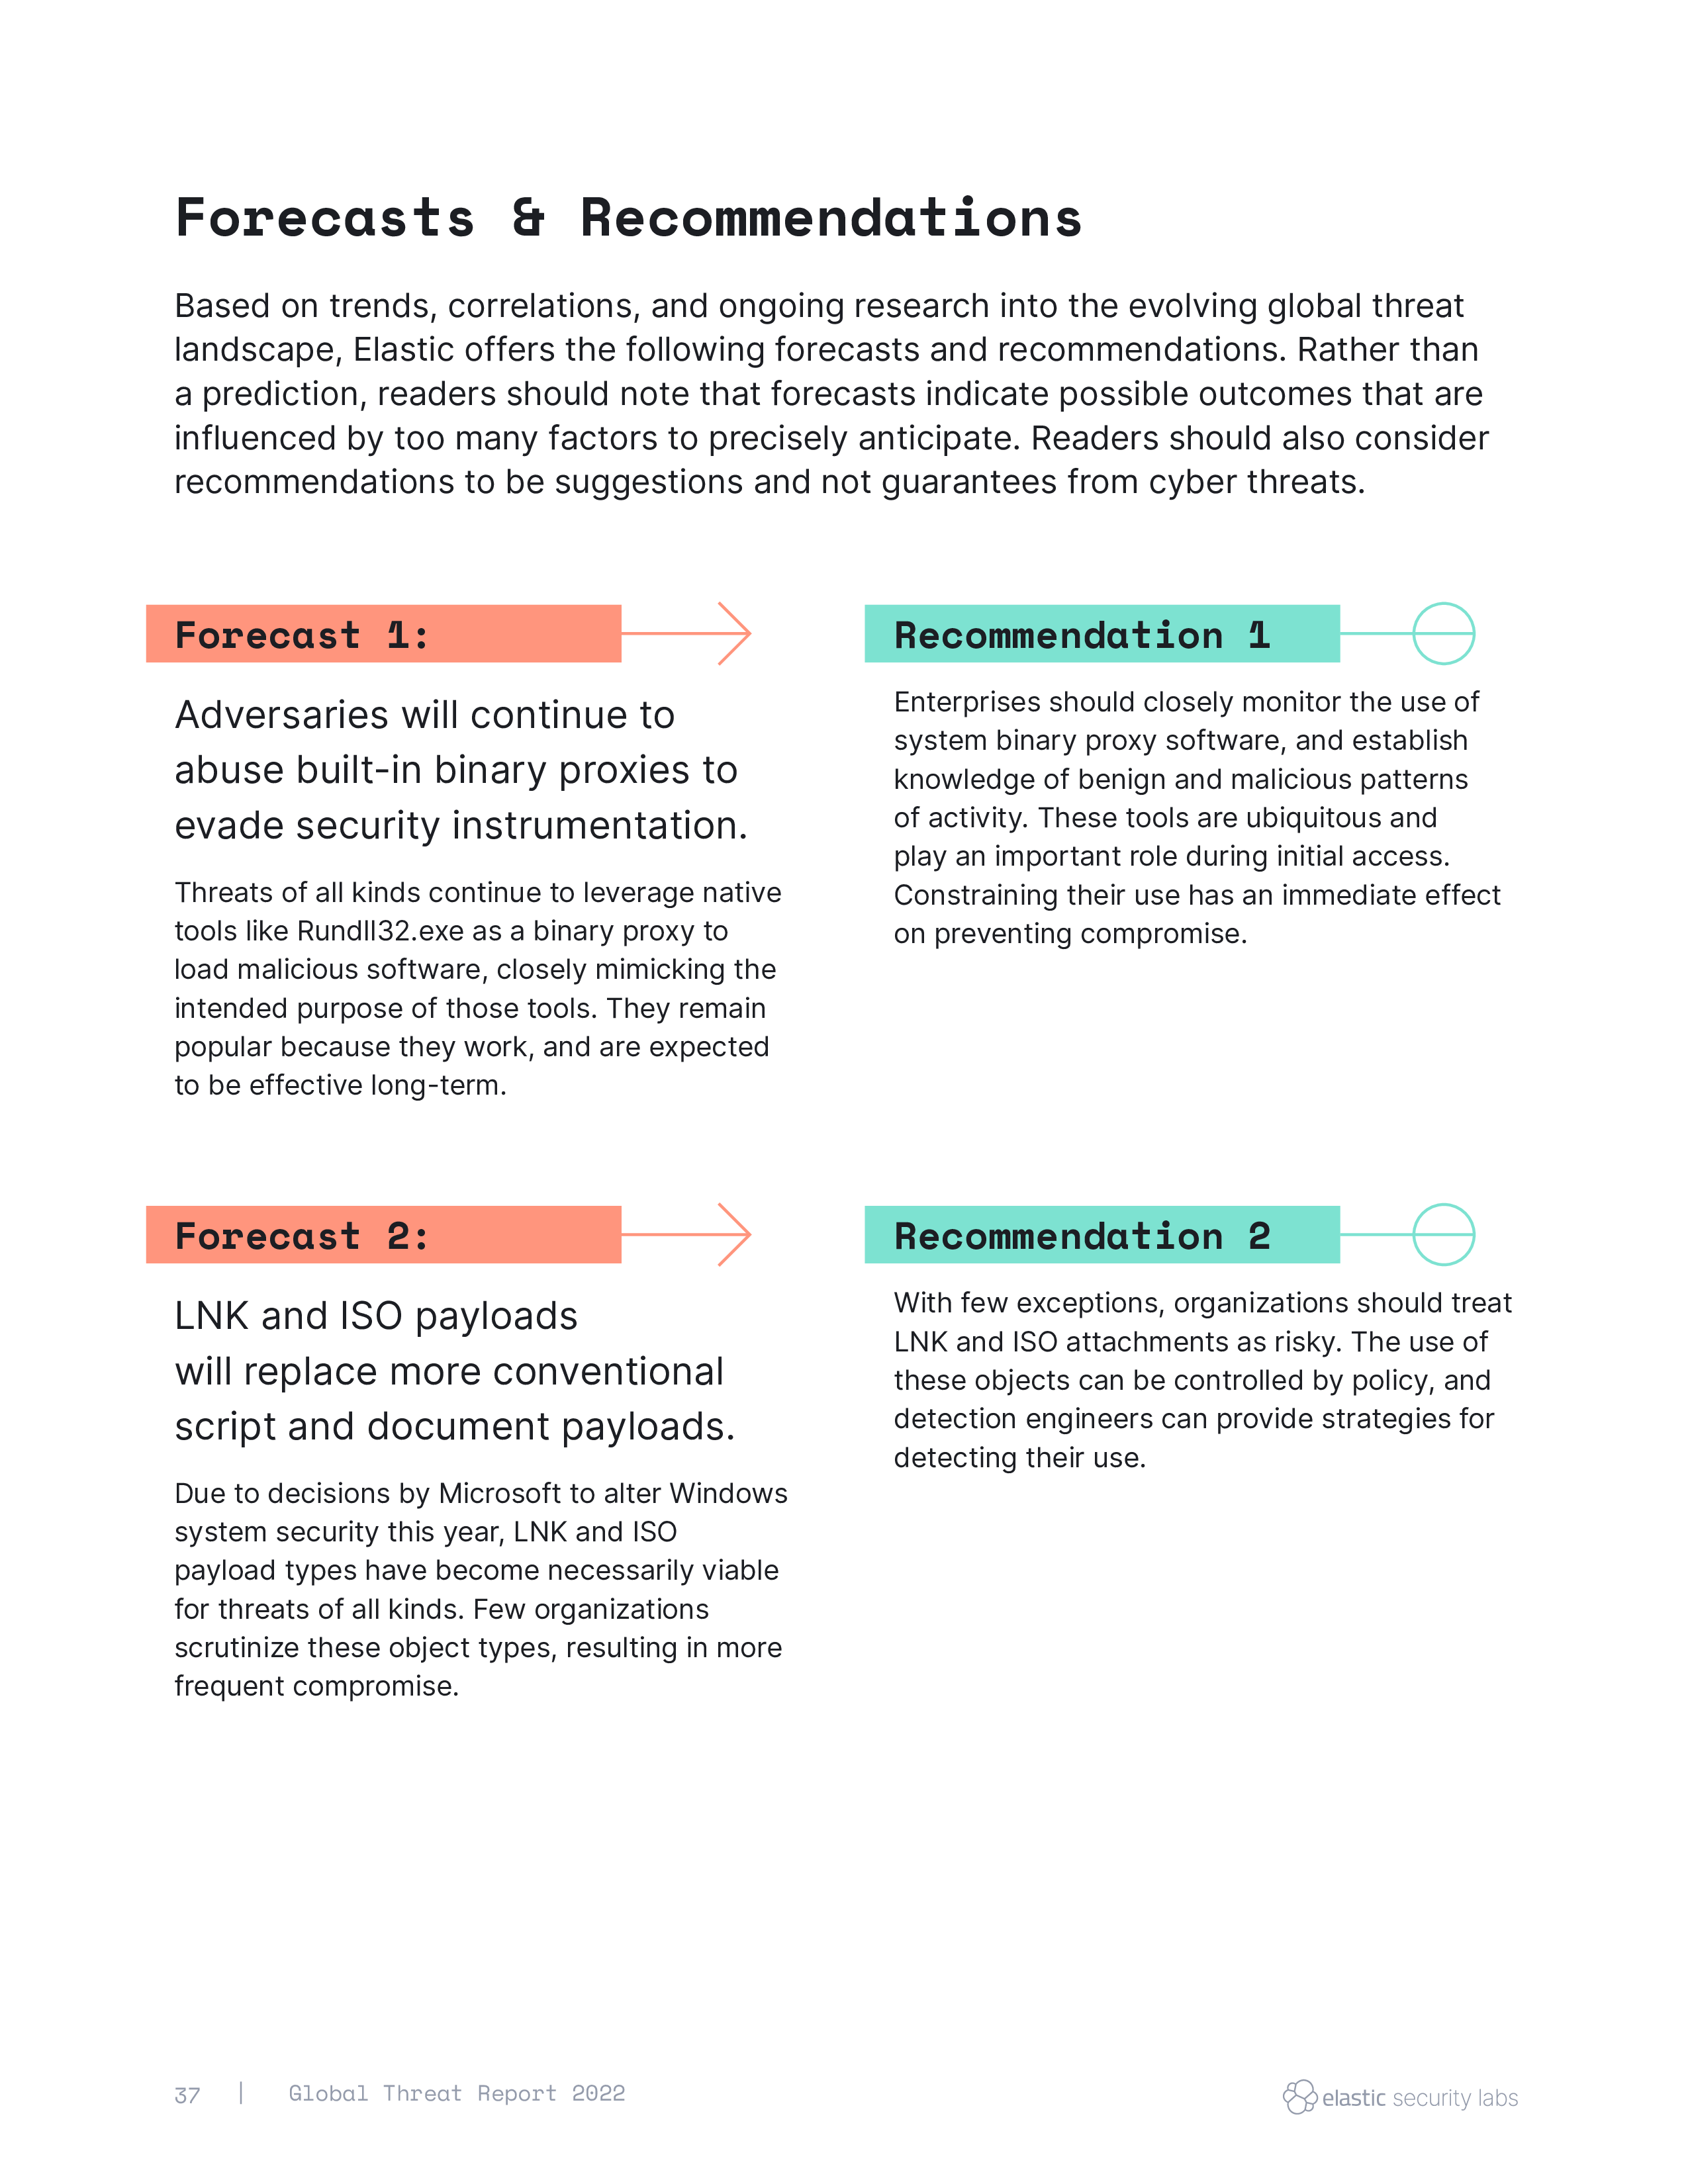 Forecasts & Recommendations
Based on trends, correlations, and ongoing research into the evolving global threat
landscape, Elastic offers the following forecasts and recommendations. Rather than
a prediction, readers should note that forecasts indicate possible outcomes that are
influenced by too many factors to precisely anticipate. Readers should also consider
recommendations to be suggestions and not guarantees from cyber threats.
Forecast 1:
Adversaries will continue to
abuse built-in binary proxies to
evade security instrumentation.
Threats of all kinds continue to leverage native
tools like Rundll32.exe as a binary proxy to
load malicious software, closely mimicking the
intended purpose of those tools. They remain
popular because they work, and are expected
to be effective long-term.
Recommendation 1
Enterprises should closely monitor the use of
system binary proxy software, and establish
knowledge of benign and malicious patterns
of activity. These tools are ubiquitous and
play an important role during initial access.
Constraining their use has an immediate effect
on preventing compromise.
Forecast 2:
LNK and ISO payloads
will replace more conventional
script and document payloads.
Due to decisions by Microsoft to alter Windows
system security this year, LNK and ISO
payload types have become necessarily viable
for threats of all kinds. Few organizations
scrutinize these object types, resulting in more
frequent compromise.
Recommendation 2
With few exceptions, organizations should treat
LNK and ISO attachments as risky. The use of
these objects can be controlled by policy, and
detection engineers can provide strategies for
detecting their use.
37 | Global Threat Report 2022
elastic security labs